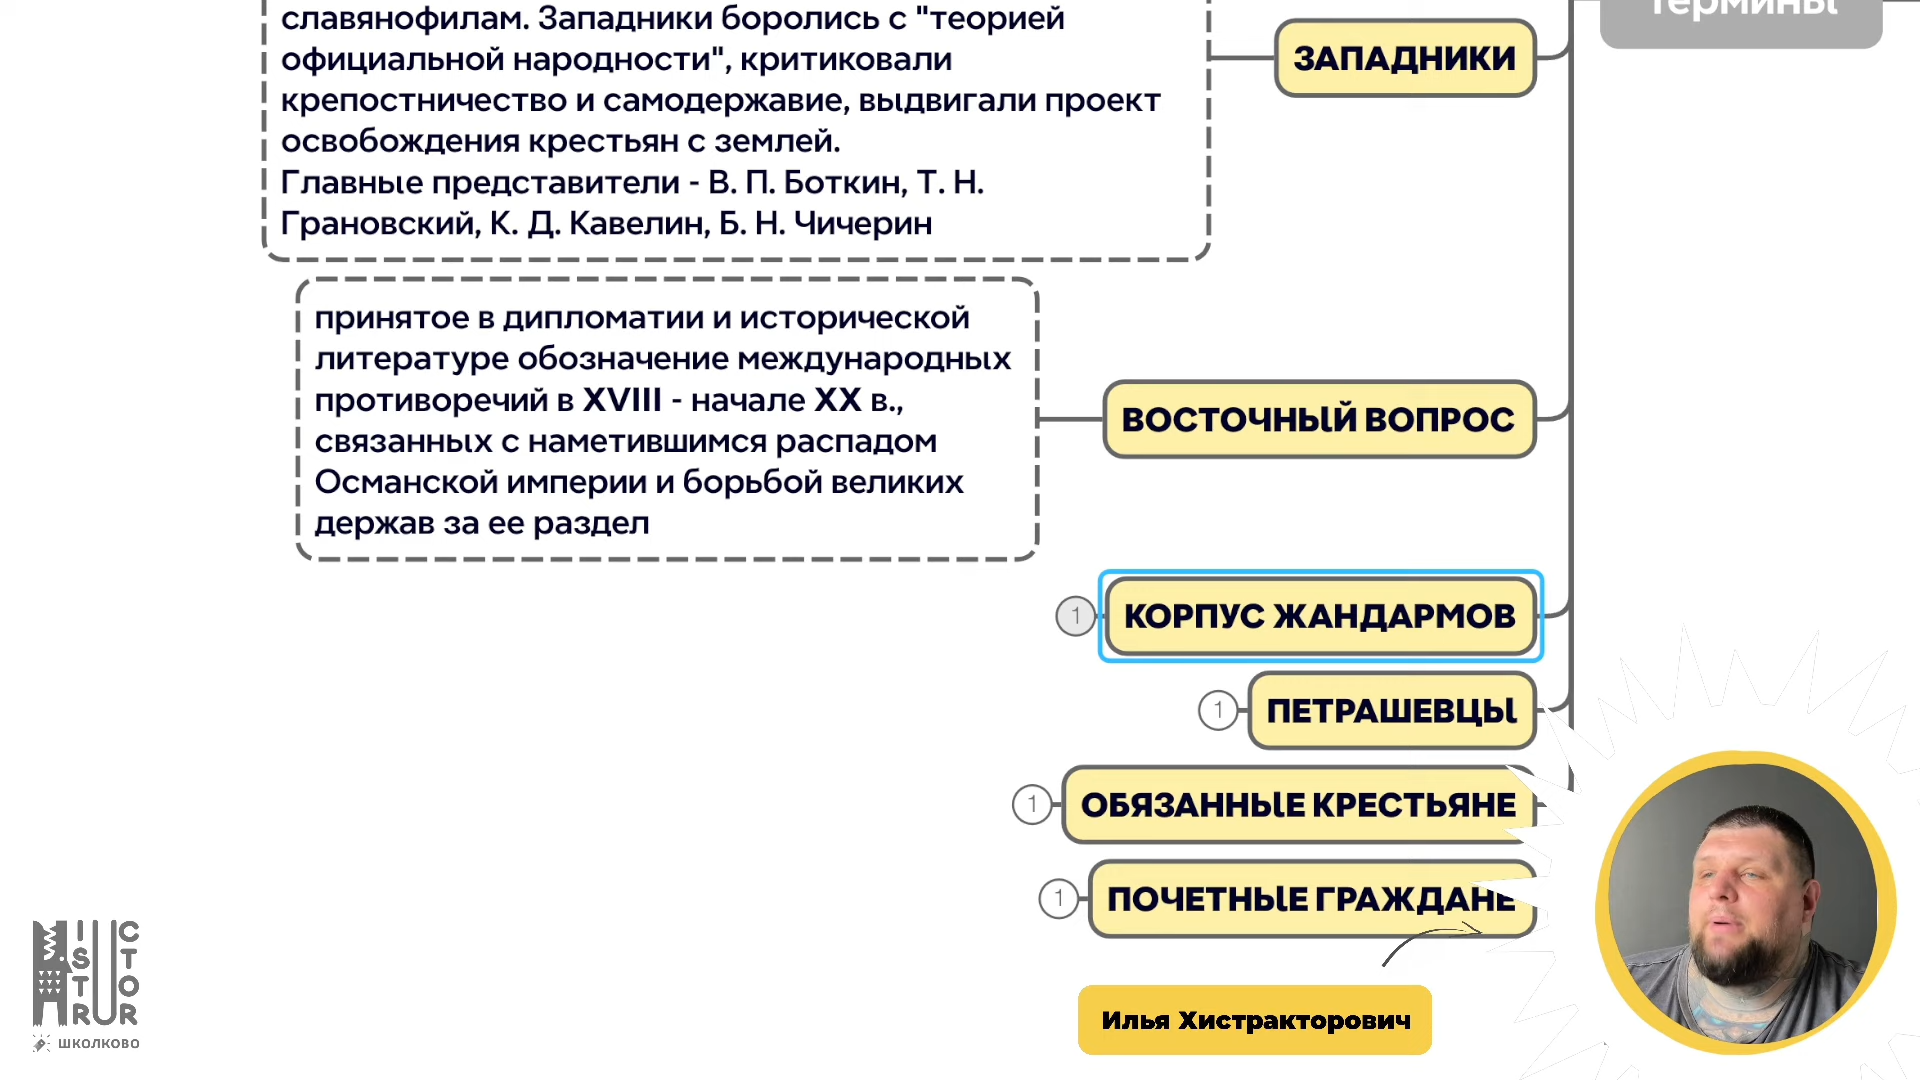 термины
славянофилам. Западники боролись с "теорией
официальной народности", критиковали
крепостничество и самодержавие, выдвигали проект
освобождения крестьян с землей.
Главные представители - В. П. Боткин, Т. Н.
Грановский, К. Д. Кавелин, Б. Н. Чичерин
ЗАПАДНИКИ
принятое в дипломатии и исторической
литературе обозначение международных
противоречий в XVIII - начале XX в.,
связанных с наметившимся распадом
Османской империи и борьбой великих
держав за ее раздел
ВОСТОЧНЫЙ ВОПРОС
1
КОРПУС ЖАНДАРМОВ
1
ПЕТРАШЕВЦЫ
1
ОБЯЗАННЫЕ КРЕСТЬЯНЕ
1
ПОЧЕТНЫЕ ГРАЖДАНЕ
Илья Хистракторович
HISTRUCTOR
ШКОЛКОВО